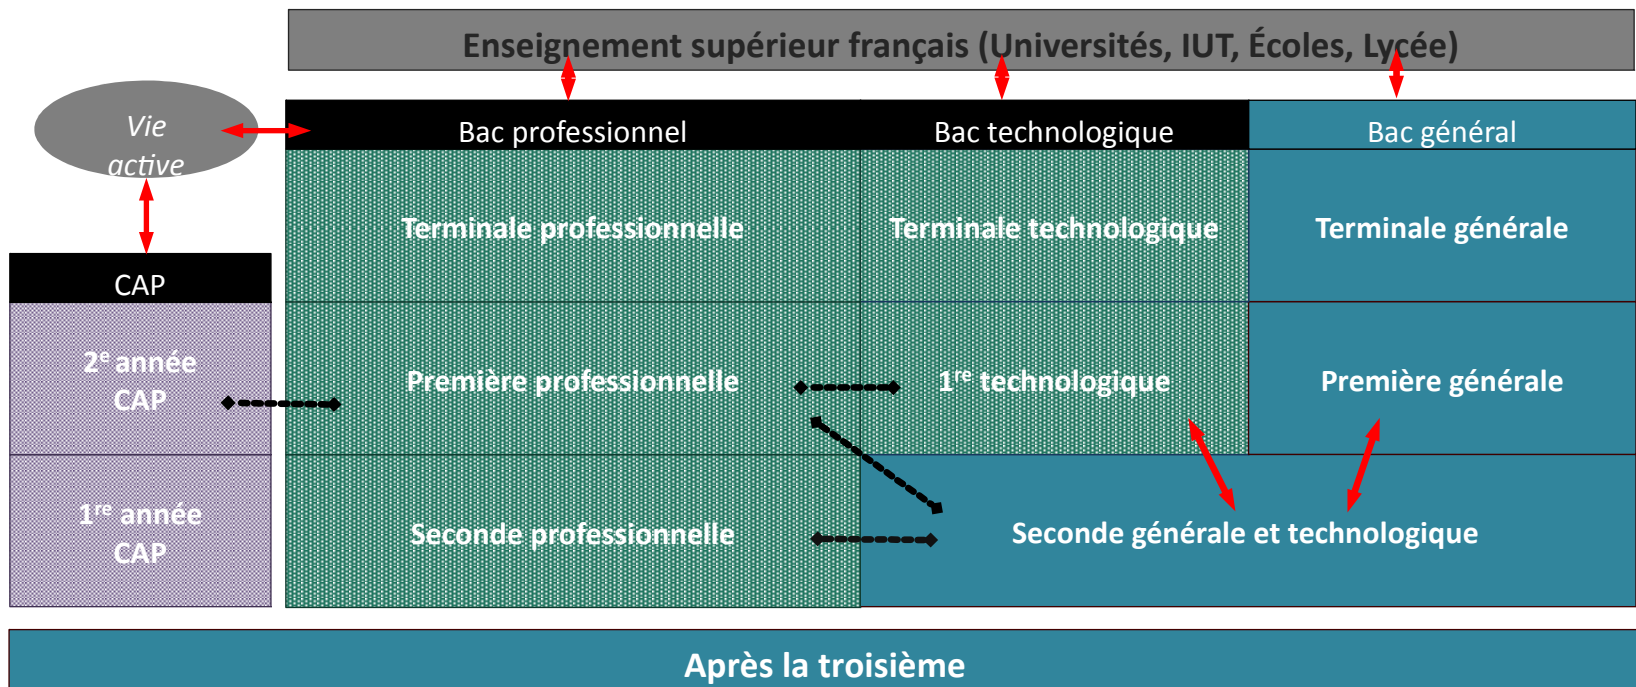 Enseignement supérieur français (Universités, IUT, Écoles, Lycée)
Vie
active
Bac professionnel
Bac technologique
Bac général
Terminale professionnelle
Terminale technologique
Terminale générale
CAP
2e année
CAP
Première professionnelle
1re technologique
Première générale
1re année
CAP
Seconde professionnelle
Seconde générale et technologique
Après la troisième